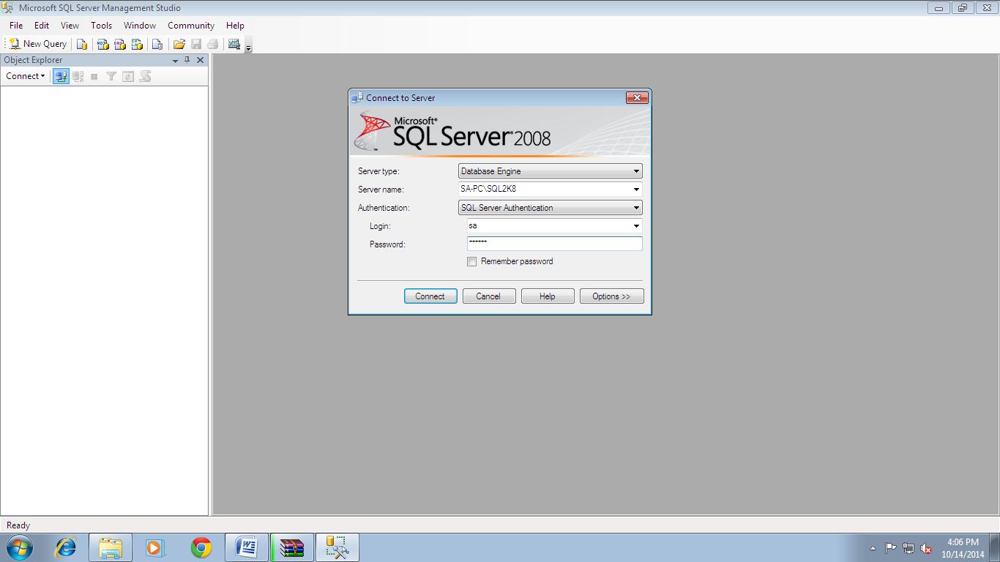 Microsoft SQL Server Management Studio
File Edit View Tools Window Community Help
New Query
Object Explorer
Connect
Connect to Server
Microsoft®
SQL Server® 2008
Server type: Database Engine
Server name: SA-PC\SQL2K8
Authentication: SQL Server Authentication
Login: sa
Password: ******
Remember password
Connect Cancel Help Options >>
Ready
4:06 PM
10/14/2014